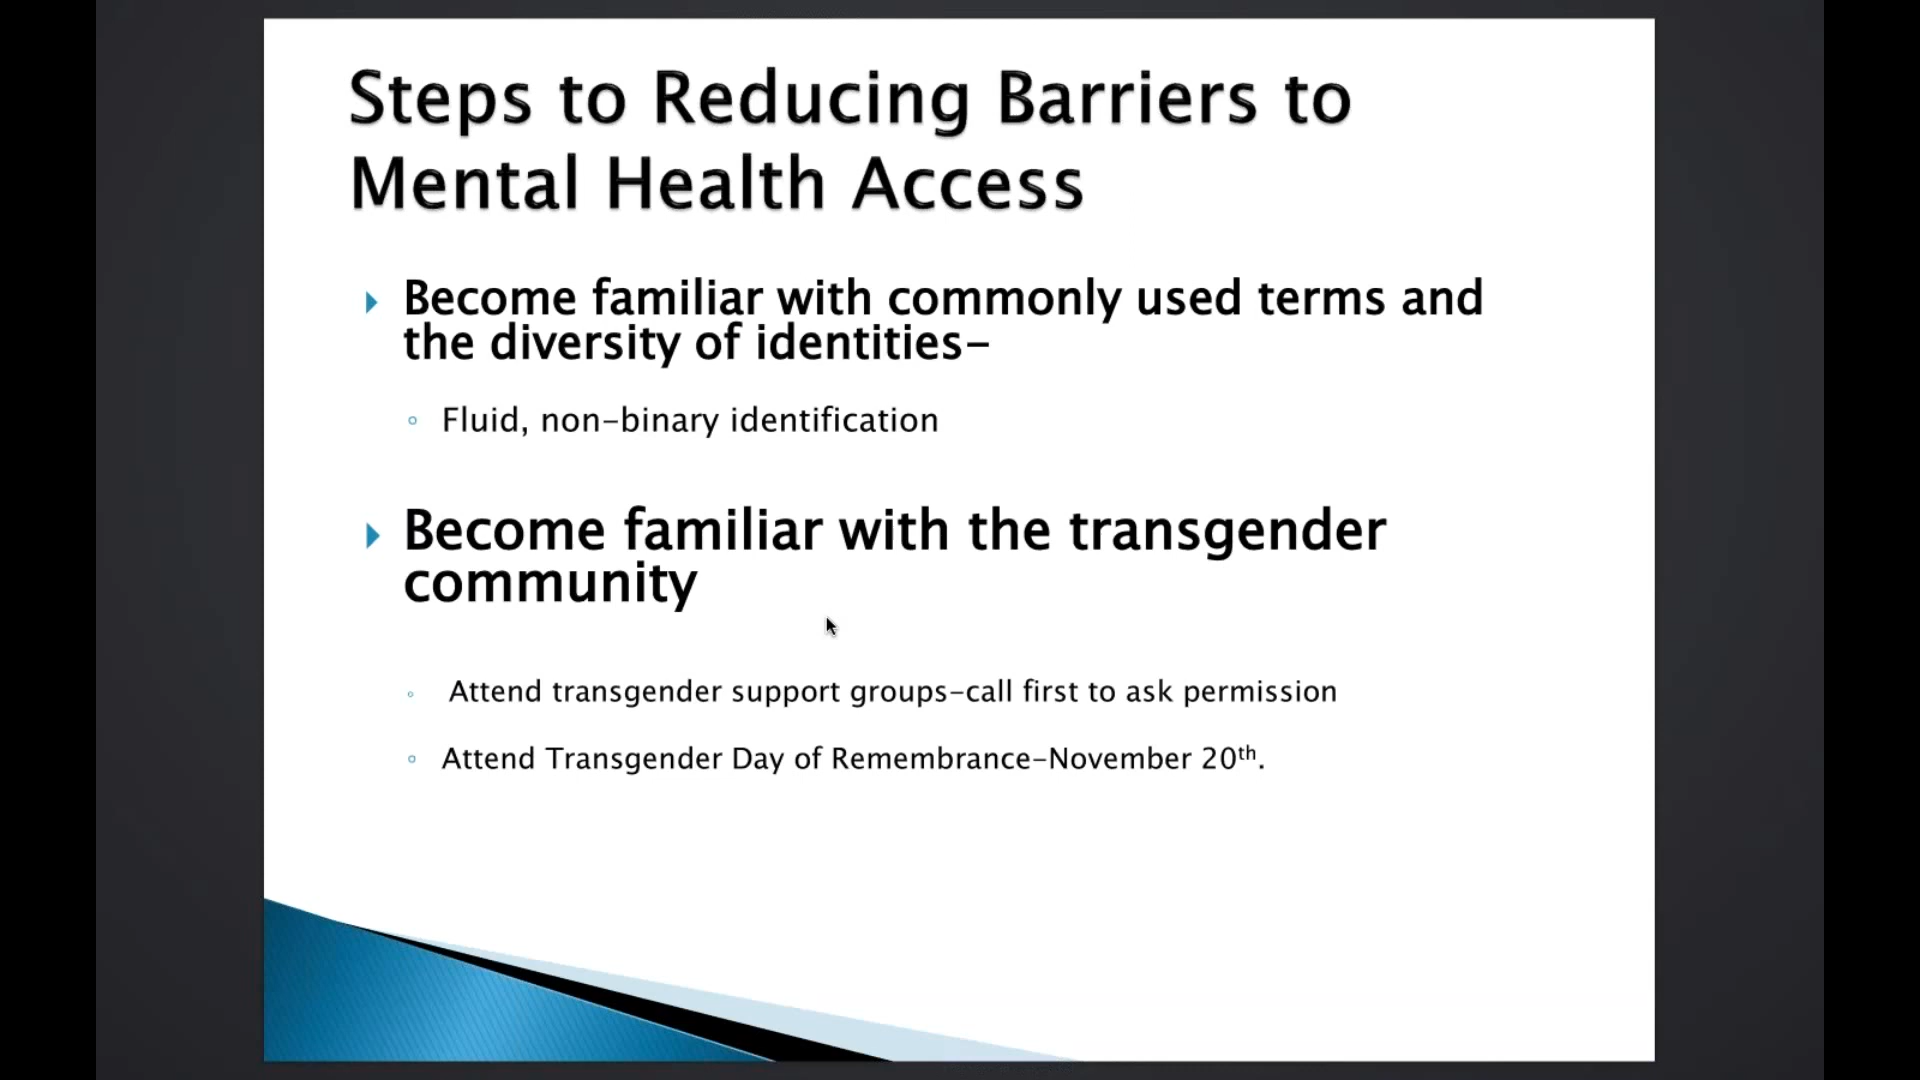 Steps to Reducing Barriers to
Mental Health Access
Become familiar with commonly used terms and
the diversity of identities-
Fluid, non-binary identification
Become familiar with the transgender
community
Attend transgender support groups-call first to ask permission
Attend Transgender Day of Remembrance-November 20th.